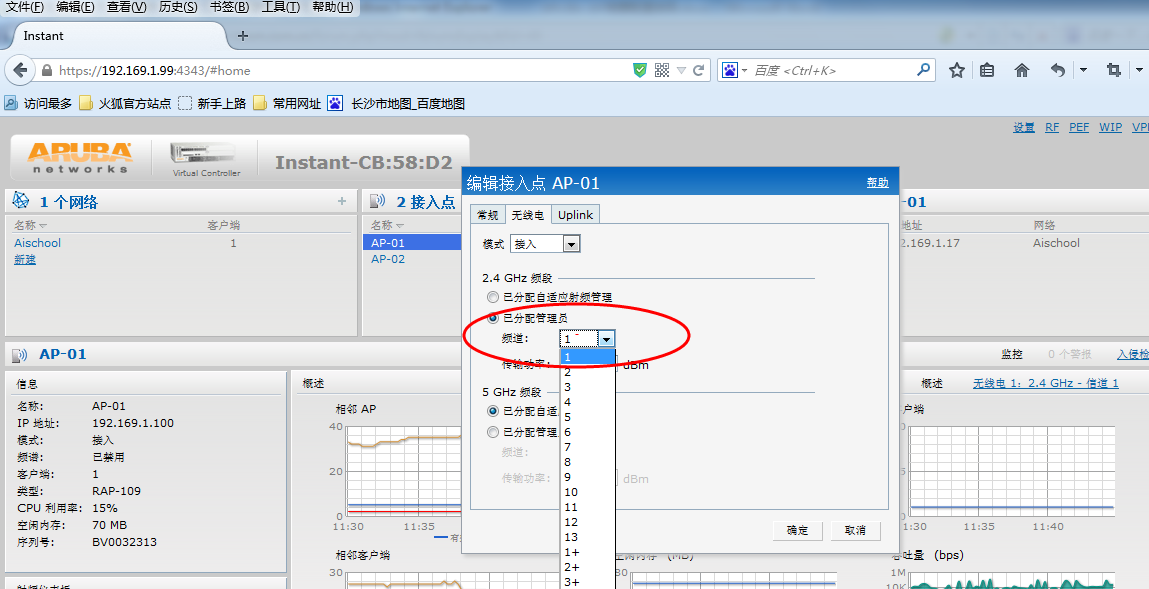 文件(F) 编辑(E) 查看(V) 历史(S) 书签(B) 工具(T) 帮助(H)
Instant
https://192.169.1.99:4343/#home
百度 <Ctrl+K>
访问最多 火狐官方站点 新手上路 常用网址 长沙市地图_百度地图
设置 RF PEF WIP VP
ARUBA
networks
Virtual Controller
Instant-CB:58:D2
1 个网络 +
名称 客户端
Aischool 1
新建
2 接入点
名称
AP-01
AP-02
-01
地址 网络
2.169.1.17 Aischool
编辑接入点 AP-01 帮助
常规 无线电 Uplink
模式 接入
2.4 GHz 频段
已分配自适应射频管理
已分配管理员
频道: 1
传输功率: dBm
5 GHz 频段
已分配自适
已分配管理
频道:
传输功率: dBm
1
2
3
4
5
6
7
8
9
10
11
12
13
1+
2+
3+
确定 取消
AP-01
监控 0 个警报 入侵检
信息
名称: AP-01
IP 地址: 192.169.1.100
模式: 接入
频谱: 已禁用
客户端: 1
类型: RAP-109
CPU 利用率: 15%
空闲内存: 70 MB
序列号: BV0032313
概述
相邻 AP
40
20
0
11:30 11:35
相邻客户端
30
概述 无线电 1: 2.4 GHz - 信道 1
户端
1:30 11:35 11:40
空闲内存 (MB)
80
吞吐量 (bps)
1M
10K